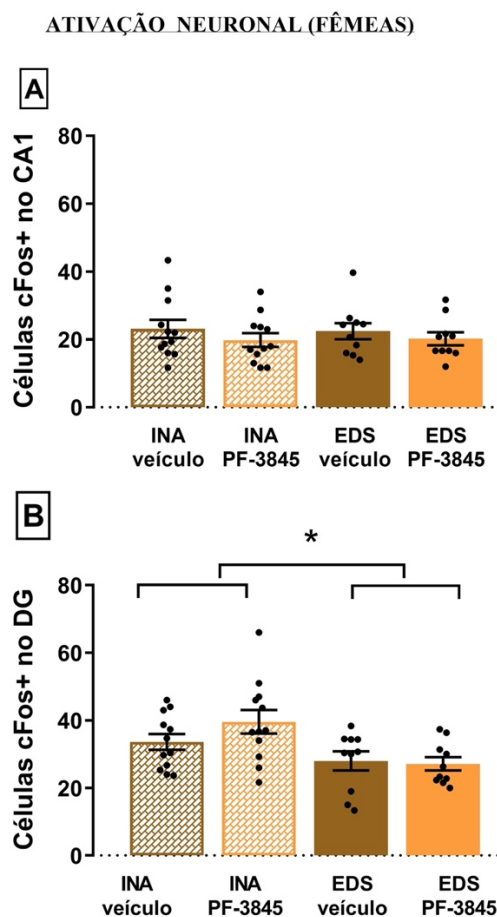 ATIVAÇÃO NEURONAL (FÊMEAS)
A
Células cFos+ no CA1
80
60
40
20
0
INA veículo
INA PF-3845
EDS veículo
EDS PF-3845
B
*
Células cFos+ no DG
80
60
40
20
0
INA veículo
INA PF-3845
EDS veículo
EDS PF-3845